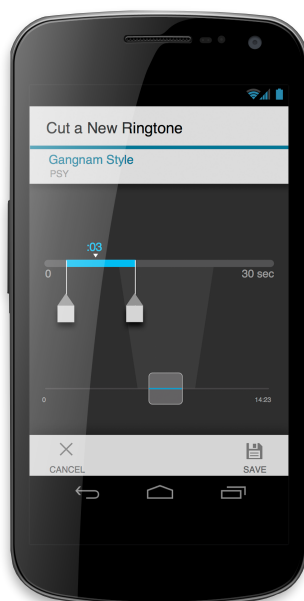 Cut a New Ringtone
Gangnam Style
PSY
:03
0
30 sec
0
14:23
CANCEL
SAVE